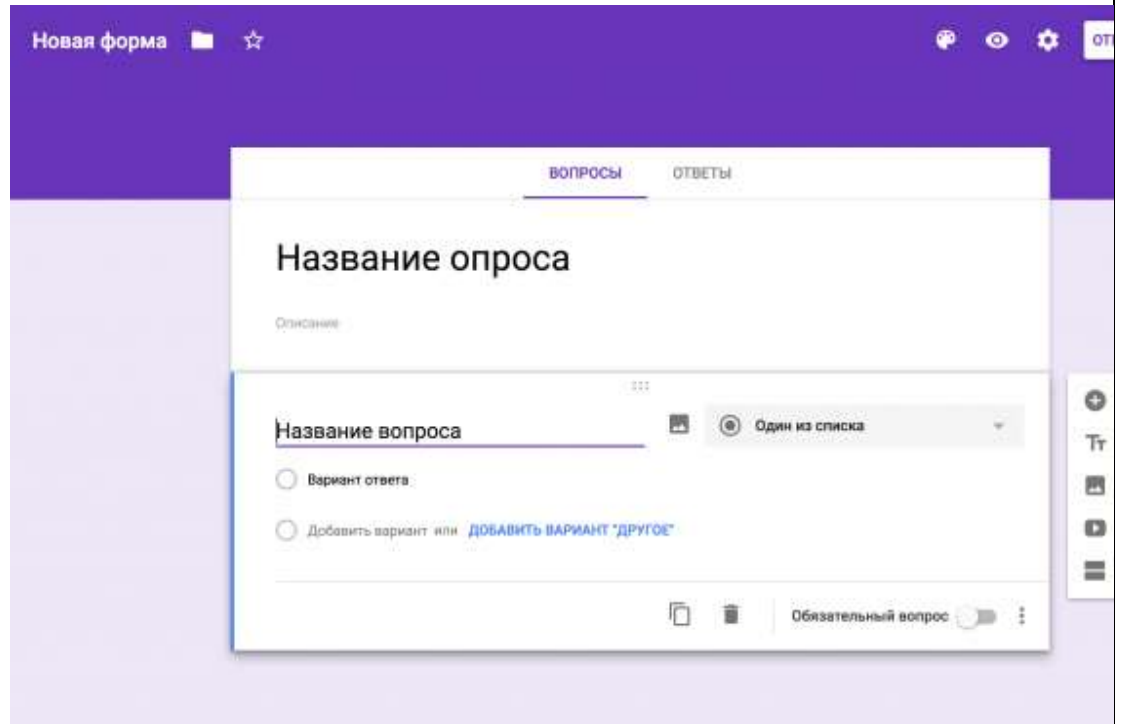 Новая форма
ВОПРОСЫ ОТВЕТЫ
Название опроса
Описание
Название вопроса
Один из списка
Вариант ответа
Добавить вариант или ДОБАВИТЬ ВАРИАНТ "ДРУГОЕ"
Обязательный вопрос
Тт